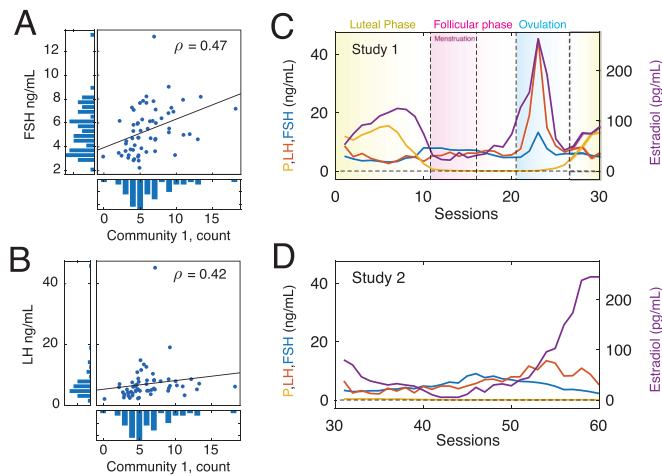 A
FSH ng/mL
12
10
8
6
4
2
ρ = 0.47
0
5
10
15
Community 1, count
B
LH ng/mL
40
20
0
ρ = 0.42
0
5
10
15
Community 1, count
C
Luteal Phase
Follicular phase
Ovulation
Menstruation
Study 1
P,LH,FSH (ng/mL)
40
20
0
Estradiol (pg/mL)
200
100
0
0
10
20
30
Sessions
D
Study 2
P,LH,FSH (ng/mL)
40
20
0
Estradiol (pg/mL)
200
100
0
30
40
50
60
Sessions